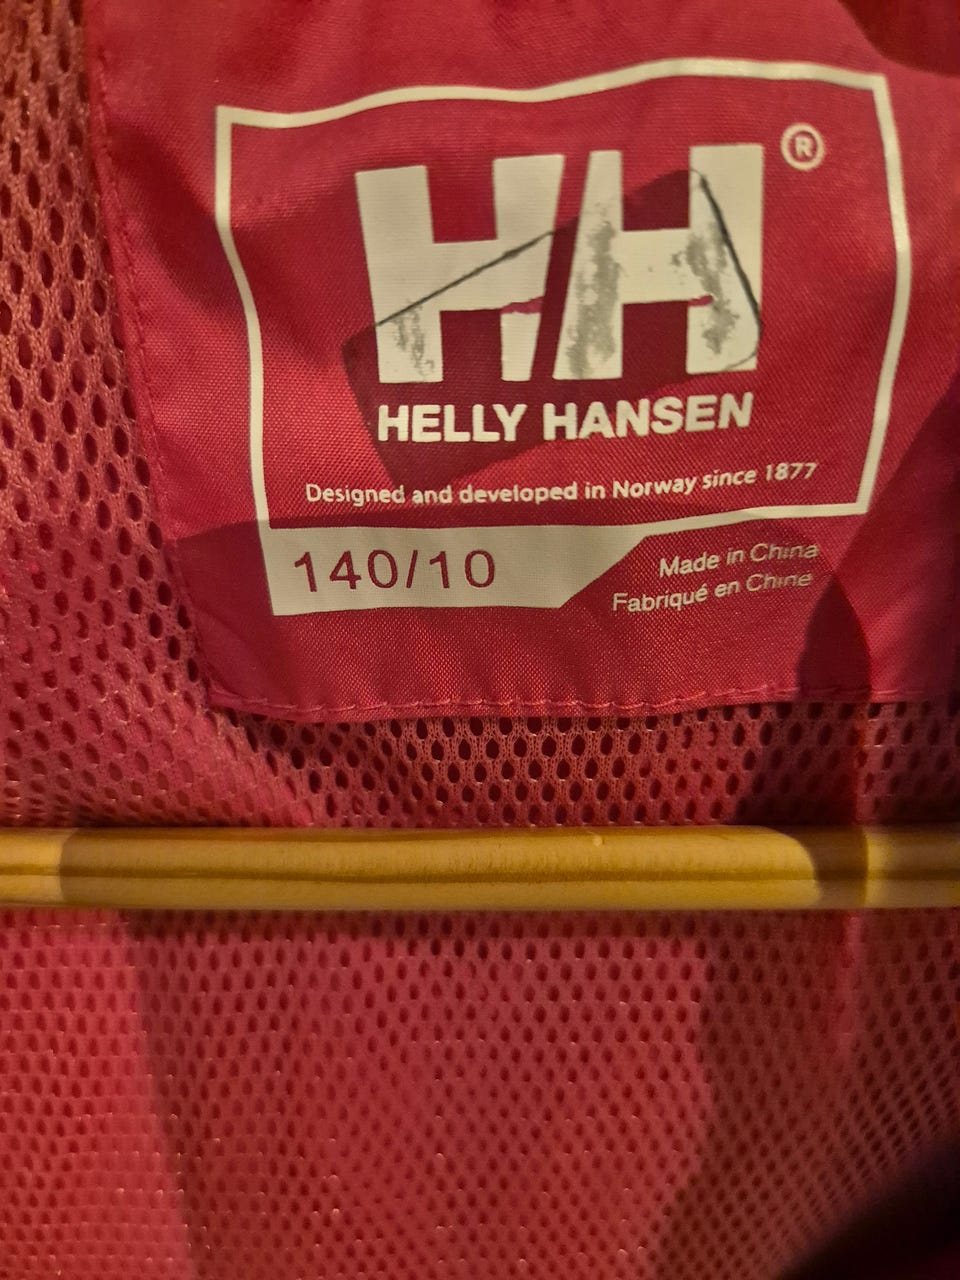 HH®
HELLY HANSEN
Designed and developed in Norway since 1877
140/10
Made in China
Fabriqué en Chine